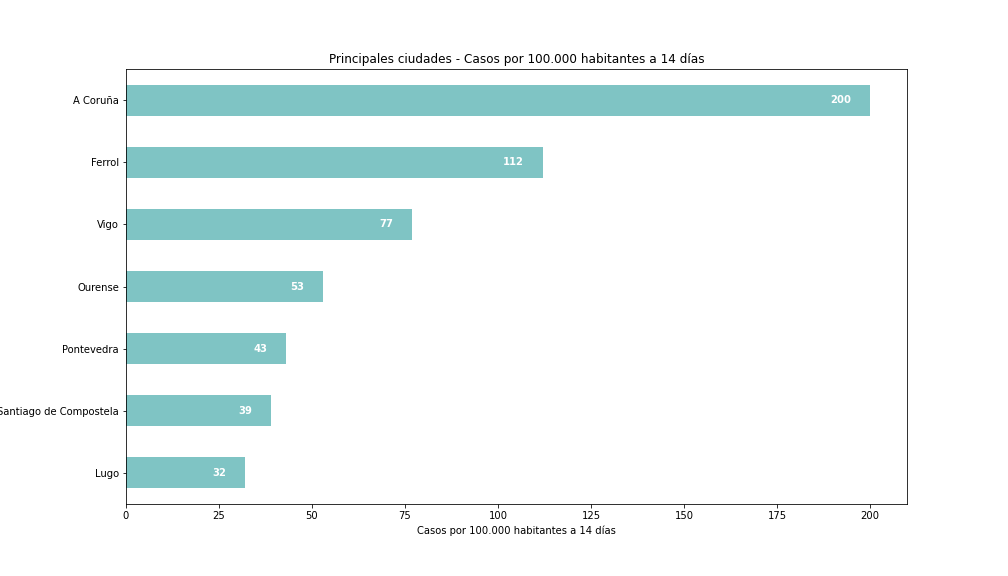 Principales ciudades - Casos por 100.000 habitantes a 14 días
A Coruña
200
Ferrol
112
Vigo
77
Ourense
53
Pontevedra
43
Santiago de Compostela
39
Lugo
32
0 25 50 75 100 125 150 175 200
Casos por 100.000 habitantes a 14 días